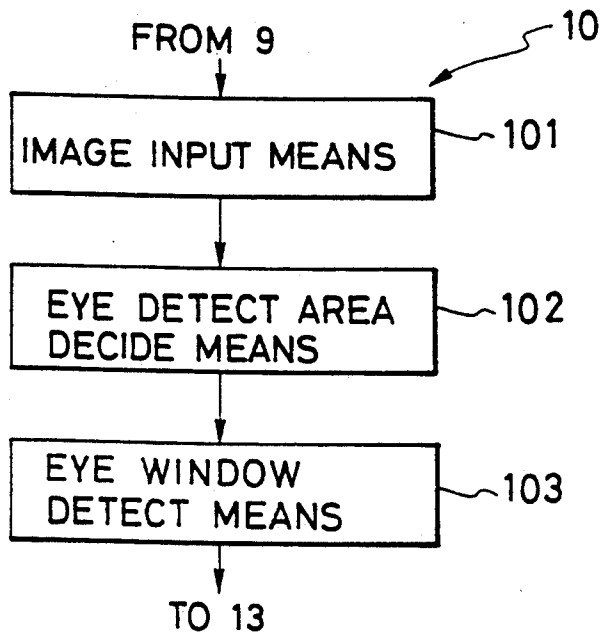 FROM 9
10
IMAGE INPUT MEANS
101
EYE DETECT AREA
DECIDE MEANS
102
EYE WINDOW
DETECT MEANS
103
TO 13